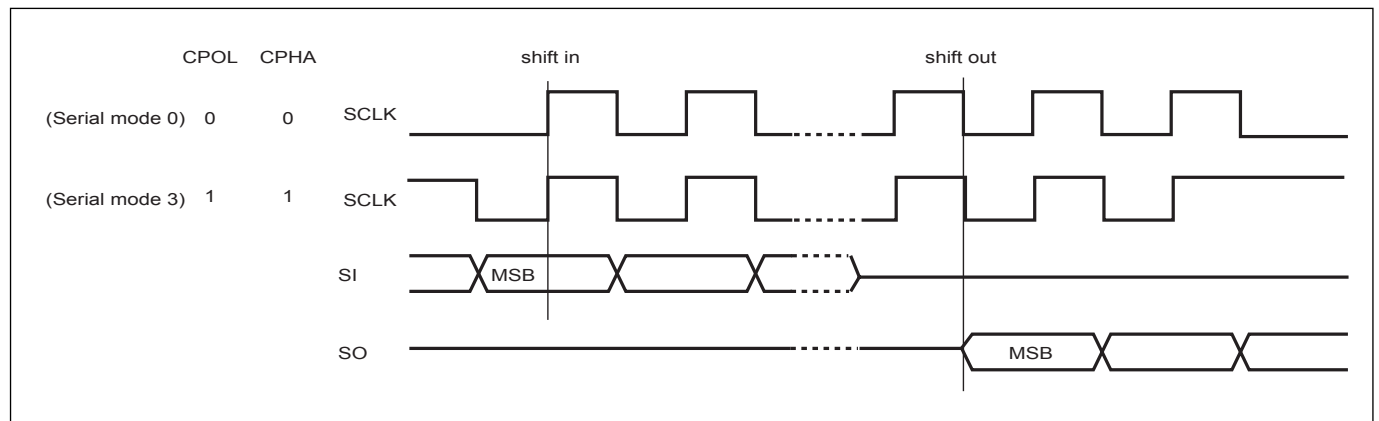 CPOL CPHA shift in shift out
(Serial mode 0) 0 0 SCLK
(Serial mode 3) 1 1 SCLK
SI MSB
SO MSB